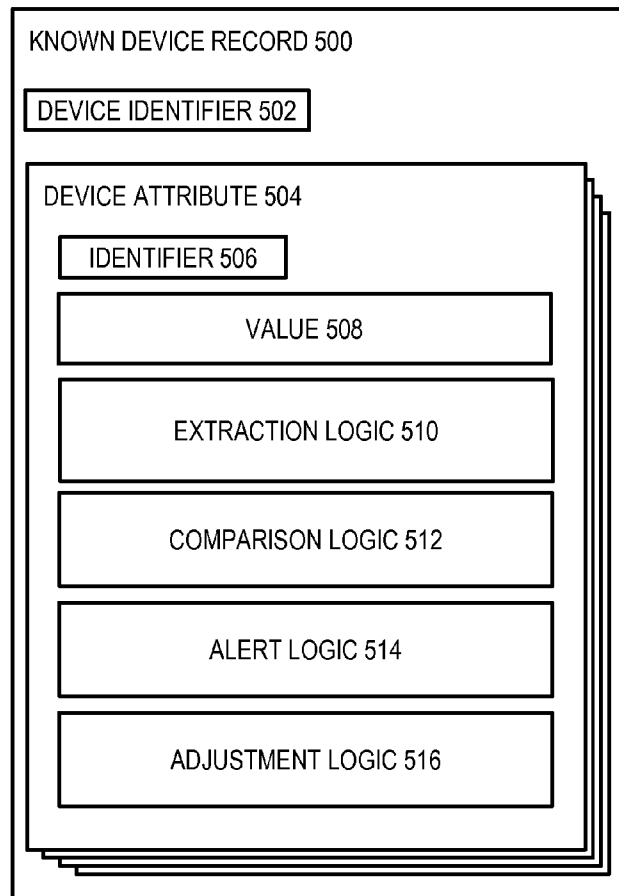 KNOWN DEVICE RECORD 500
DEVICE IDENTIFIER 502
DEVICE ATTRIBUTE 504
IDENTIFIER 506
VALUE 508
EXTRACTION LOGIC 510
COMPARISON LOGIC 512
ALERT LOGIC 514
ADJUSTMENT LOGIC 516